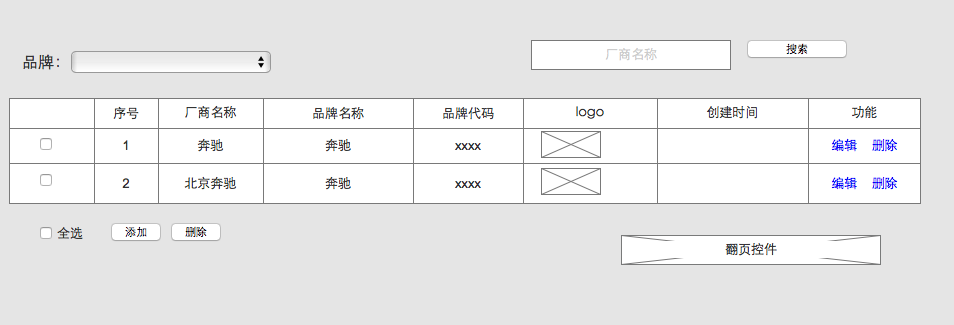 品牌：
厂商名称
搜索
序号 厂商名称 品牌名称 品牌代码 logo 创建时间 功能
1 奔驰 奔驰 xxxx 编辑 删除
2 北京奔驰 奔驰 xxxx 编辑 删除
全选 添加 删除
翻页控件